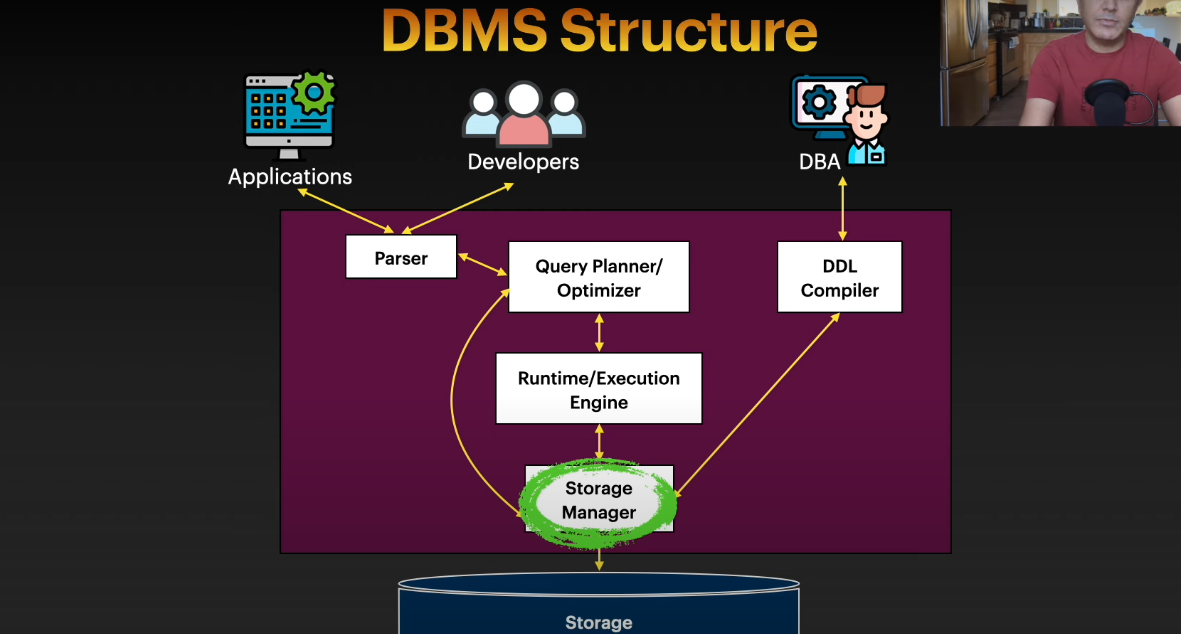 DBMS Structure
Applications
Developers
DBA
Parser
Query Planner/
Optimizer
DDL
Compiler
Runtime/Execution
Engine
Storage
Manager
Storage